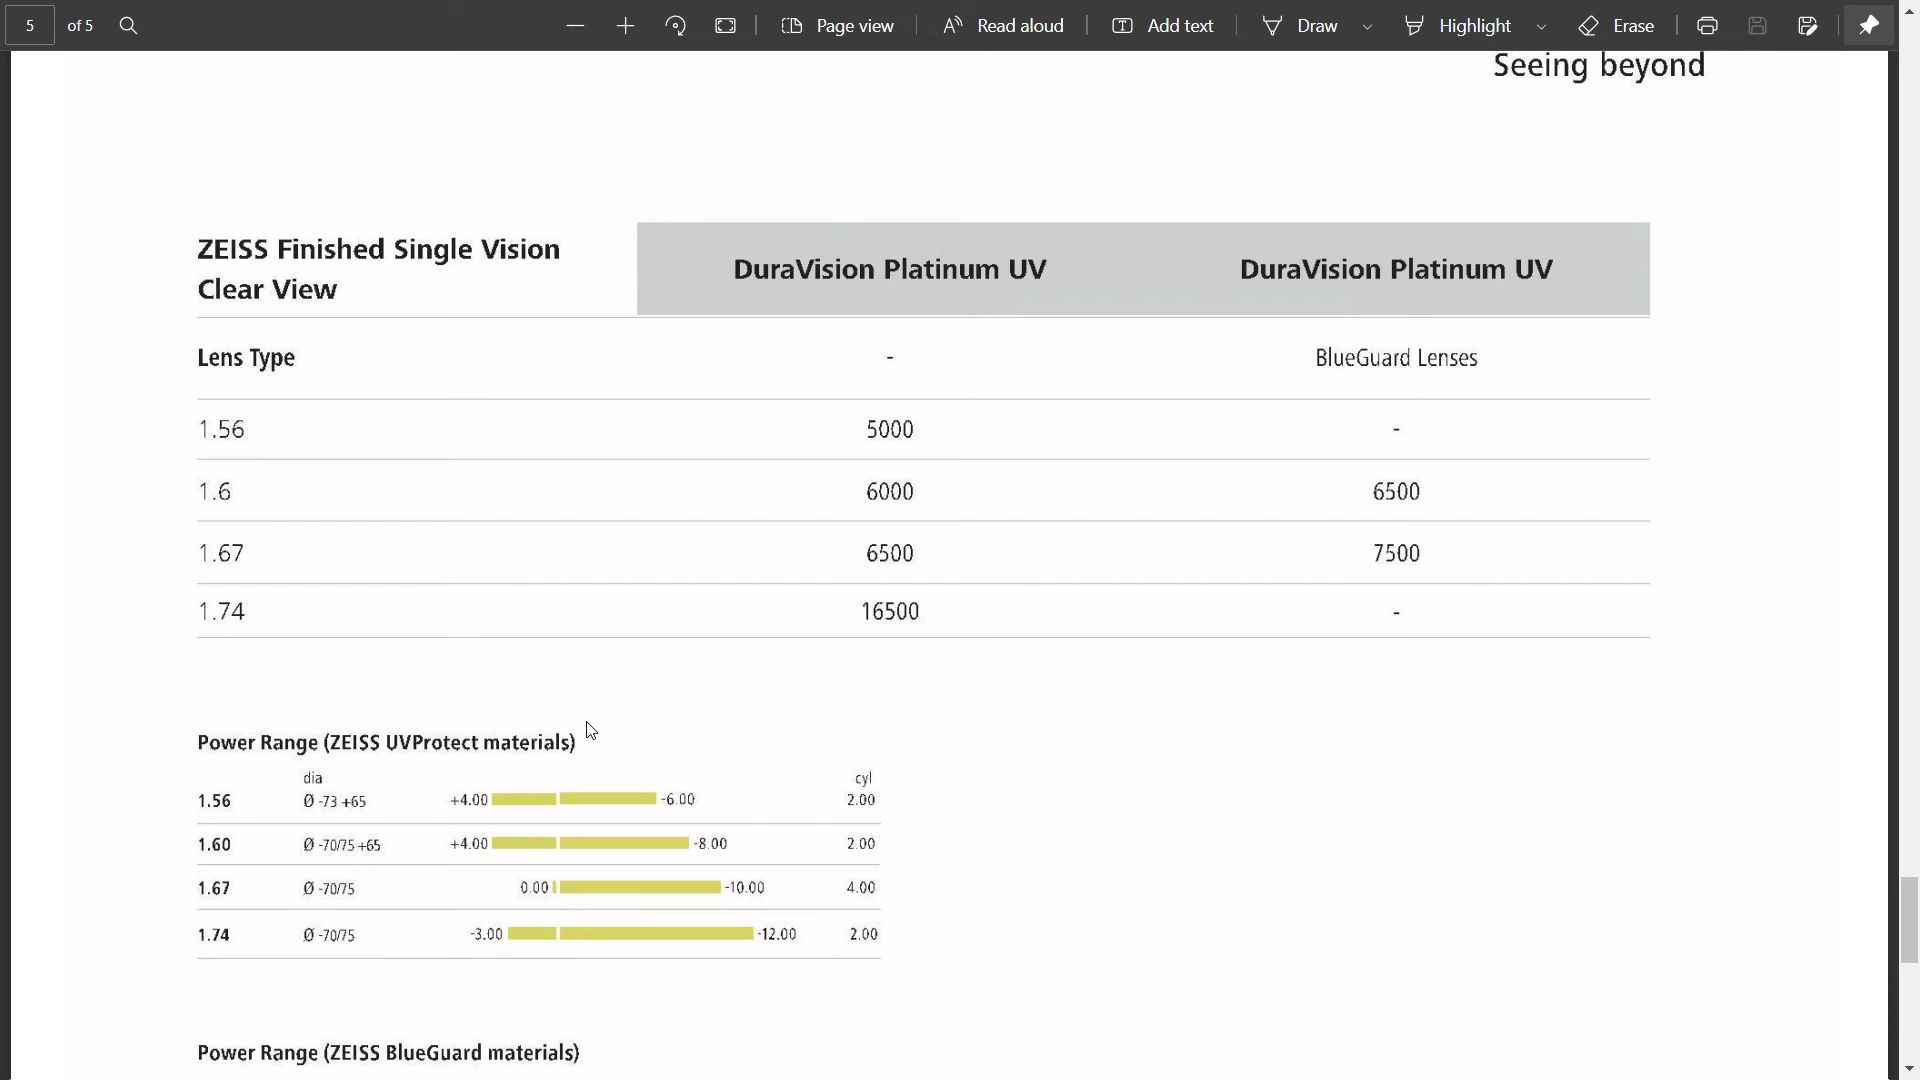 5 of 5 Page view Read aloud Add text Draw Highlight Erase
Seeing beyond
ZEISS Finished Single Vision
Clear View
DuraVision Platinum UV DuraVision Platinum UV
Lens Type - BlueGuard Lenses
1.56 5000 -
1.6 6000 6500
1.67 6500 7500
1.74 16500 -
Power Range (ZEISS UVProtect materials)
dia cyl
1.56 Ø -73 +65 +4.00 -6.00 2.00
1.60 Ø -70/75 +65 +4.00 -8.00 2.00
1.67 Ø -70/75 0.00 -10.00 4.00
1.74 Ø -70/75 -3.00 -12.00 2.00
Power Range (ZEISS BlueGuard materials)